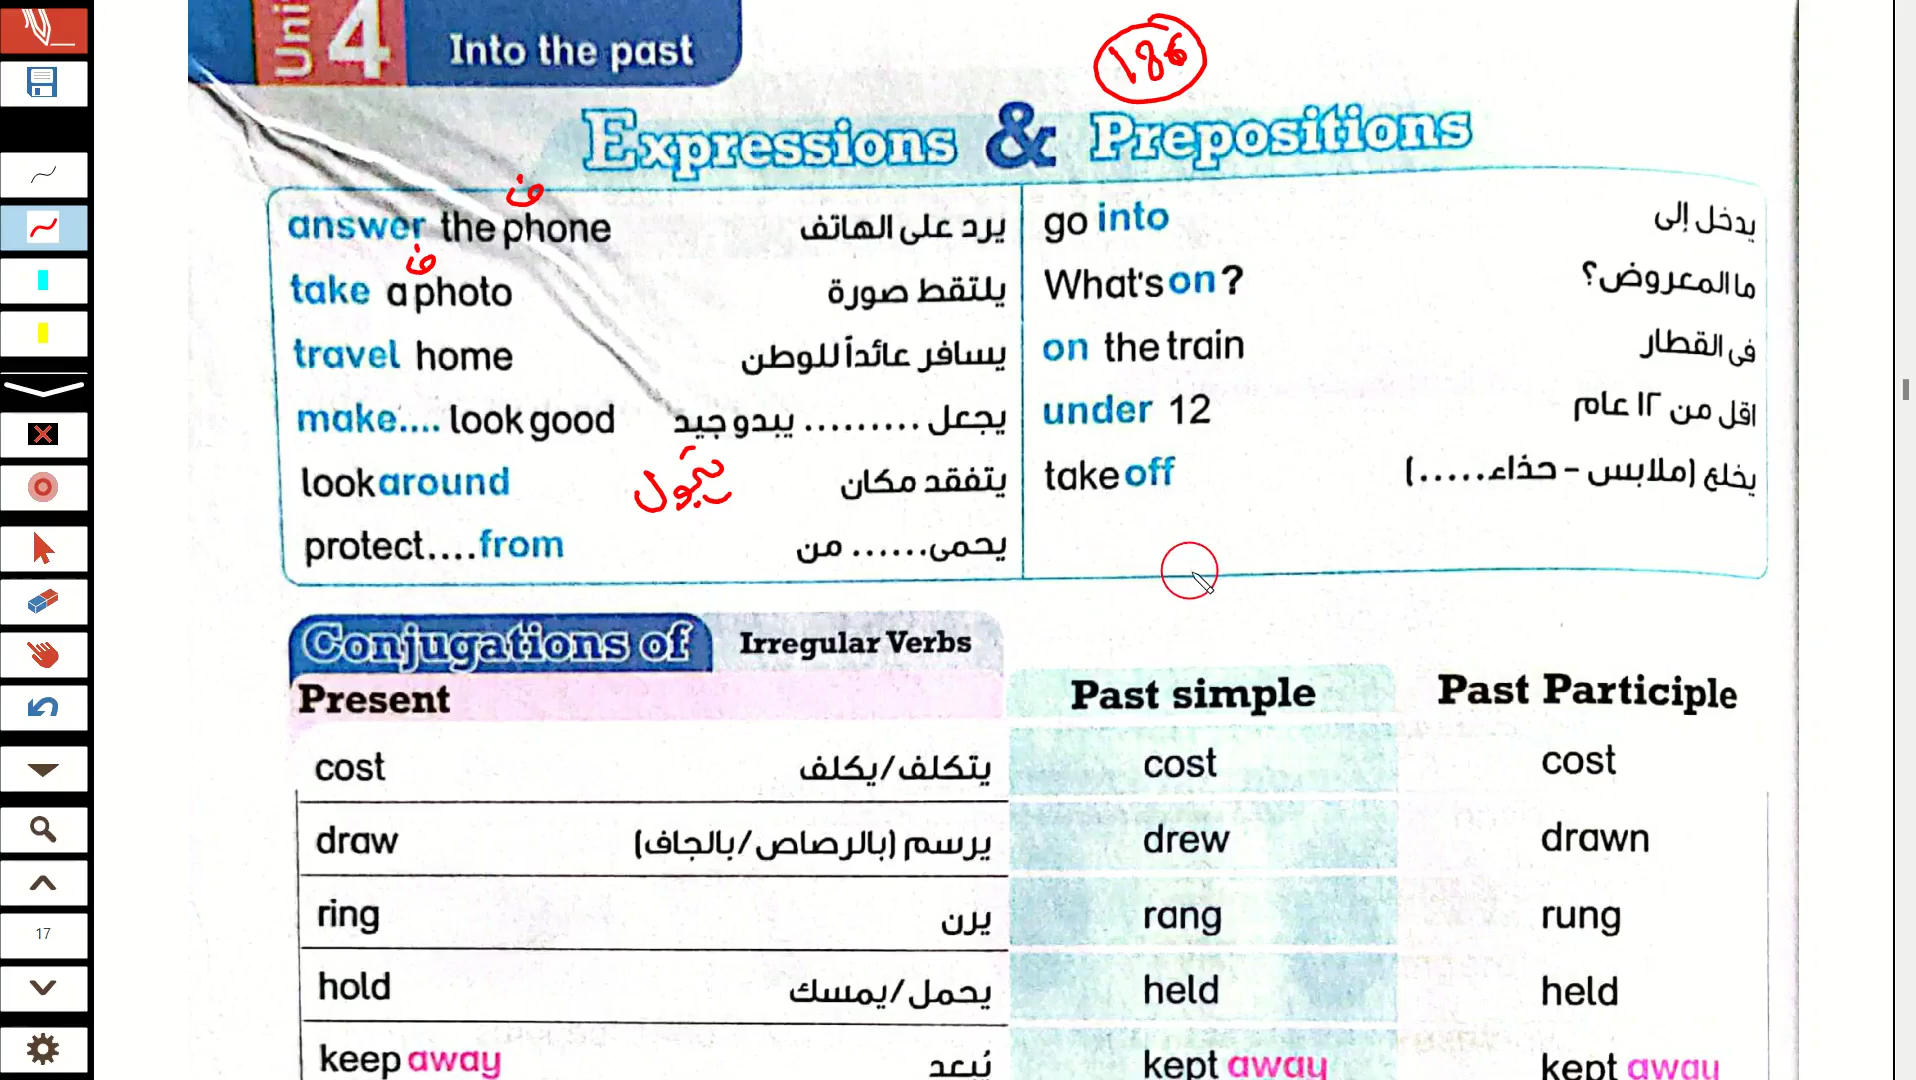 Unit 4 Into the past
186
Expressions & Prepositions
ف
answer the phone يرد على الهاتف
ف
take a photo يلتقط صورة
travel home يسافر عائداً للوطن
make.... look good يجعل ......... يبدو جيد
look around يتفقد مكان
يتجول
protect....from يحمى...... من
go into يدخل إلى
What's on ? ما المعروض؟
on the train فى القطار
under 12 اقل من ١٢ عام
take off يخلع (ملابس - حذاء.....)
Conjugations of Irregular Verbs
Present Past simple Past Participle
cost يتكلف/يكلف cost cost
draw يرسم (بالرصاص/بالجاف) drew drawn
ring يرن rang rung
hold يحمل/يمسك held held
keep away يُبعد kept away kept away
17